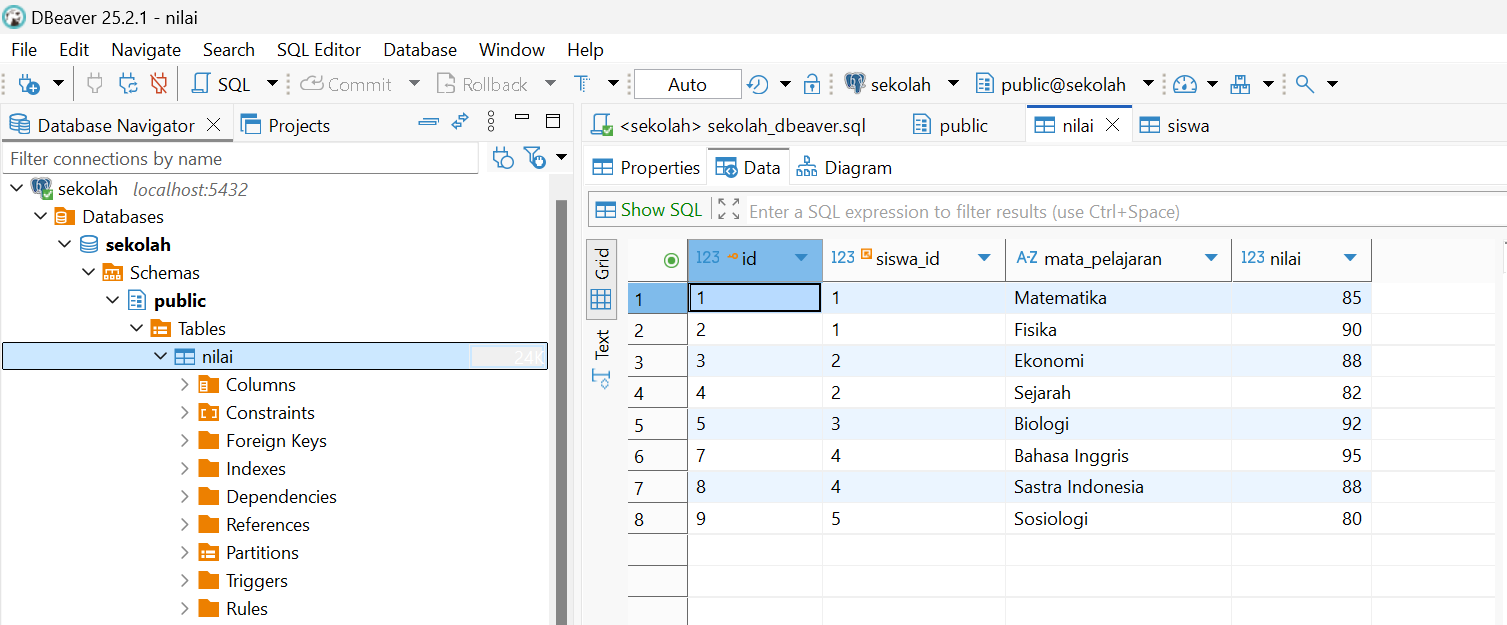 DBeaver 25.2.1 - nilai
File Edit Navigate Search SQL Editor Database Window Help
SQL Commit Rollback T Auto sekolah public@sekolah
Database Navigator Projects
Filter connections by name
sekolah localhost:5432
Databases
sekolah
Schemas
public
Tables
nilai 24K
Columns
Constraints
Foreign Keys
Indexes
Dependencies
References
Partitions
Triggers
Rules
<sekolah> sekolah_dbeaver.sql public nilai siswa
Properties Data Diagram
Show SQL Enter a SQL expression to filter results (use Ctrl+Space)
Grid
Text
123 id 123 siswa_id A-Z mata_pelajaran 123 nilai
1 1 1 Matematika 85
2 2 1 Fisika 90
3 3 2 Ekonomi 88
4 4 2 Sejarah 82
5 5 3 Biologi 92
6 7 4 Bahasa Inggris 95
7 8 4 Sastra Indonesia 88
8 9 5 Sosiologi 80